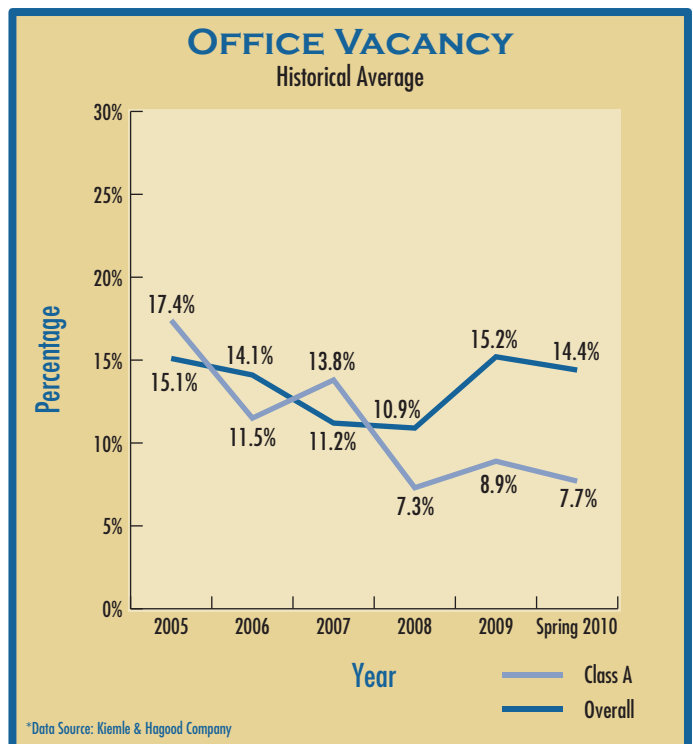 OFFICE VACANCY
Historical Average
30%
25%
20%
15%
10%
5%
0%
Percentage
17.4%
15.1%
14.1%
11.5%
13.8%
11.2%
10.9%
7.3%
15.2%
8.9%
14.4%
7.7%
2005 2006 2007 2008 2009 Spring 2010
Year
Class A
Overall
*Data Source: Kiemle & Hagood Company